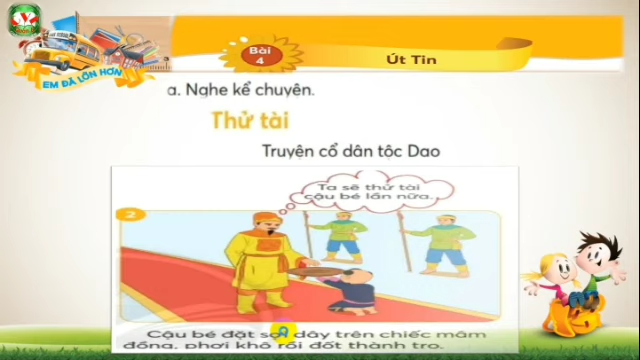 EM ĐÃ LỚN HƠN
Bài
4
Út Tin
a. Nghe kể chuyện.
Thử tài
Truyện cổ dân tộc Dao
Ta sẽ thử tài
cậu bé lần nữa.
2
Cậu bé đặt sợi dây trên chiếc mâm
đồng, phơi khô rồi đốt thành tro.